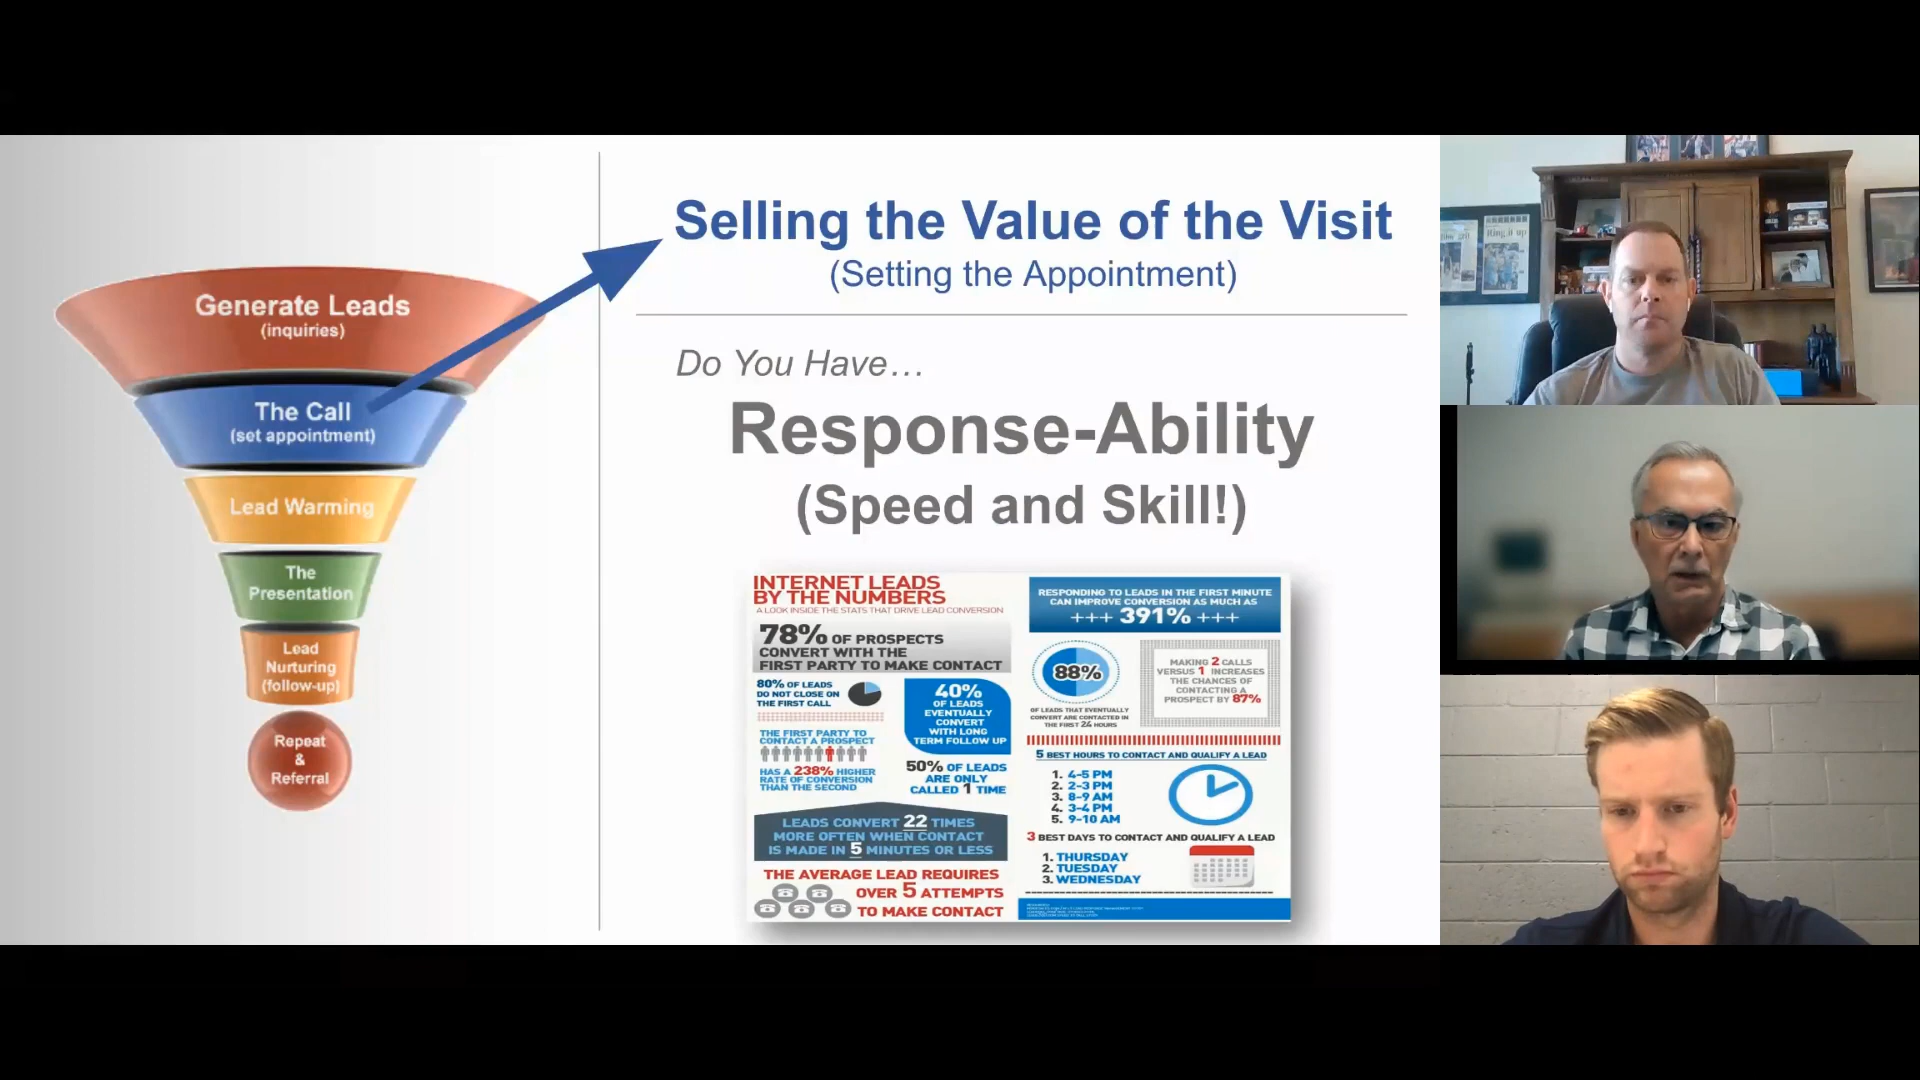 Generate Leads
(inquiries)
The Call
(set appointment)
Lead Warming
The
Presentation
Lead
Nurturing
(follow-up)
Repeat
&
Referral
Selling the Value of the Visit
(Setting the Appointment)
Do You Have…
Response-Ability
(Speed and Skill!)
INTERNET LEADS
BY THE NUMBERS
A LOOK INSIDE THE STATS THAT DRIVE LEAD CONVERSION
78% OF PROSPECTS
CONVERT WITH THE
FIRST PARTY TO MAKE CONTACT
80% OF LEADS
DO NOT CLOSE ON
THE FIRST CALL
40%
OF LEADS
EVENTUALLY
CONVERT
WITH LONG
TERM FOLLOW UP
THE FIRST PARTY TO
CONTACT A PROSPECT
HAS A 238% HIGHER
RATE OF CONVERSION
THAN THE SECOND
50% OF LEADS
ARE ONLY
CALLED 1 TIME
LEADS CONVERT 22 TIMES
MORE OFTEN WHEN CONTACT
IS MADE IN 5 MINUTES OR LESS
THE AVERAGE LEAD REQUIRES
OVER 5 ATTEMPTS
TO MAKE CONTACT
RESPONDING TO LEADS IN THE FIRST MINUTE
CAN IMPROVE CONVERSION AS MUCH AS
+++ 391% +++
88%
OF LEADS THAT EVENTUALLY
CONVERT ARE CONTACTED IN
THE FIRST 24 HOURS
MAKING 2 CALLS
VERSUS 1 INCREASES
THE CHANCES OF
CONTACTING A
PROSPECT BY 87%
5 BEST HOURS TO CONTACT AND QUALIFY A LEAD
1. 4-5 PM
2. 2-3 PM
3. 8-9 AM
4. 3-4 PM
5. 9-10 AM
3 BEST DAYS TO CONTACT AND QUALIFY A LEAD
1. THURSDAY
2. TUESDAY
3. WEDNESDAY
Ring it up